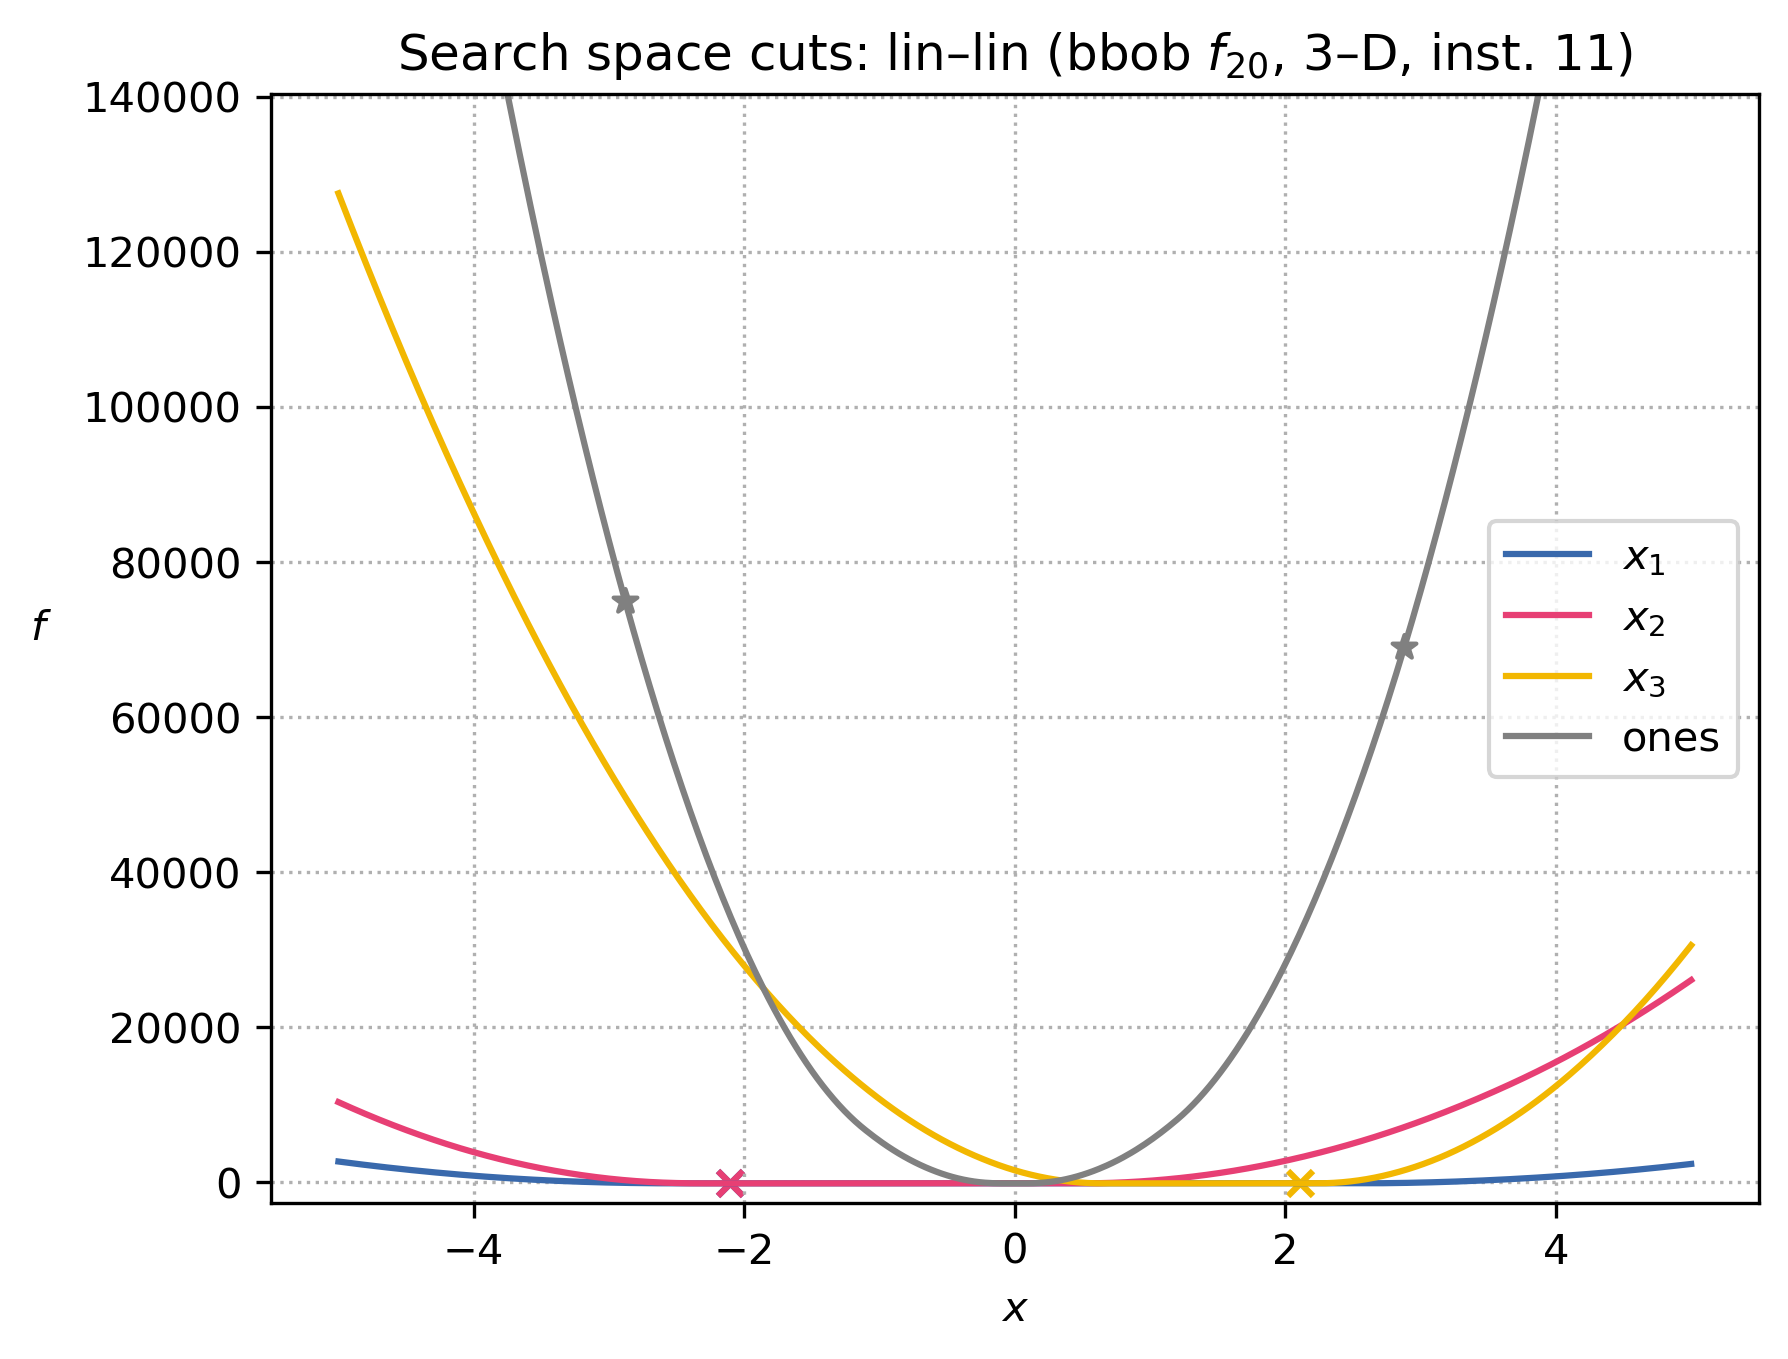 Search space cuts: lin–lin (bbob f₂₀, 3–D, inst. 11)
140000
120000
100000
80000
60000
40000
20000
0
f
x₁
x₂
x₃
ones
−4 −2 0 2 4
x